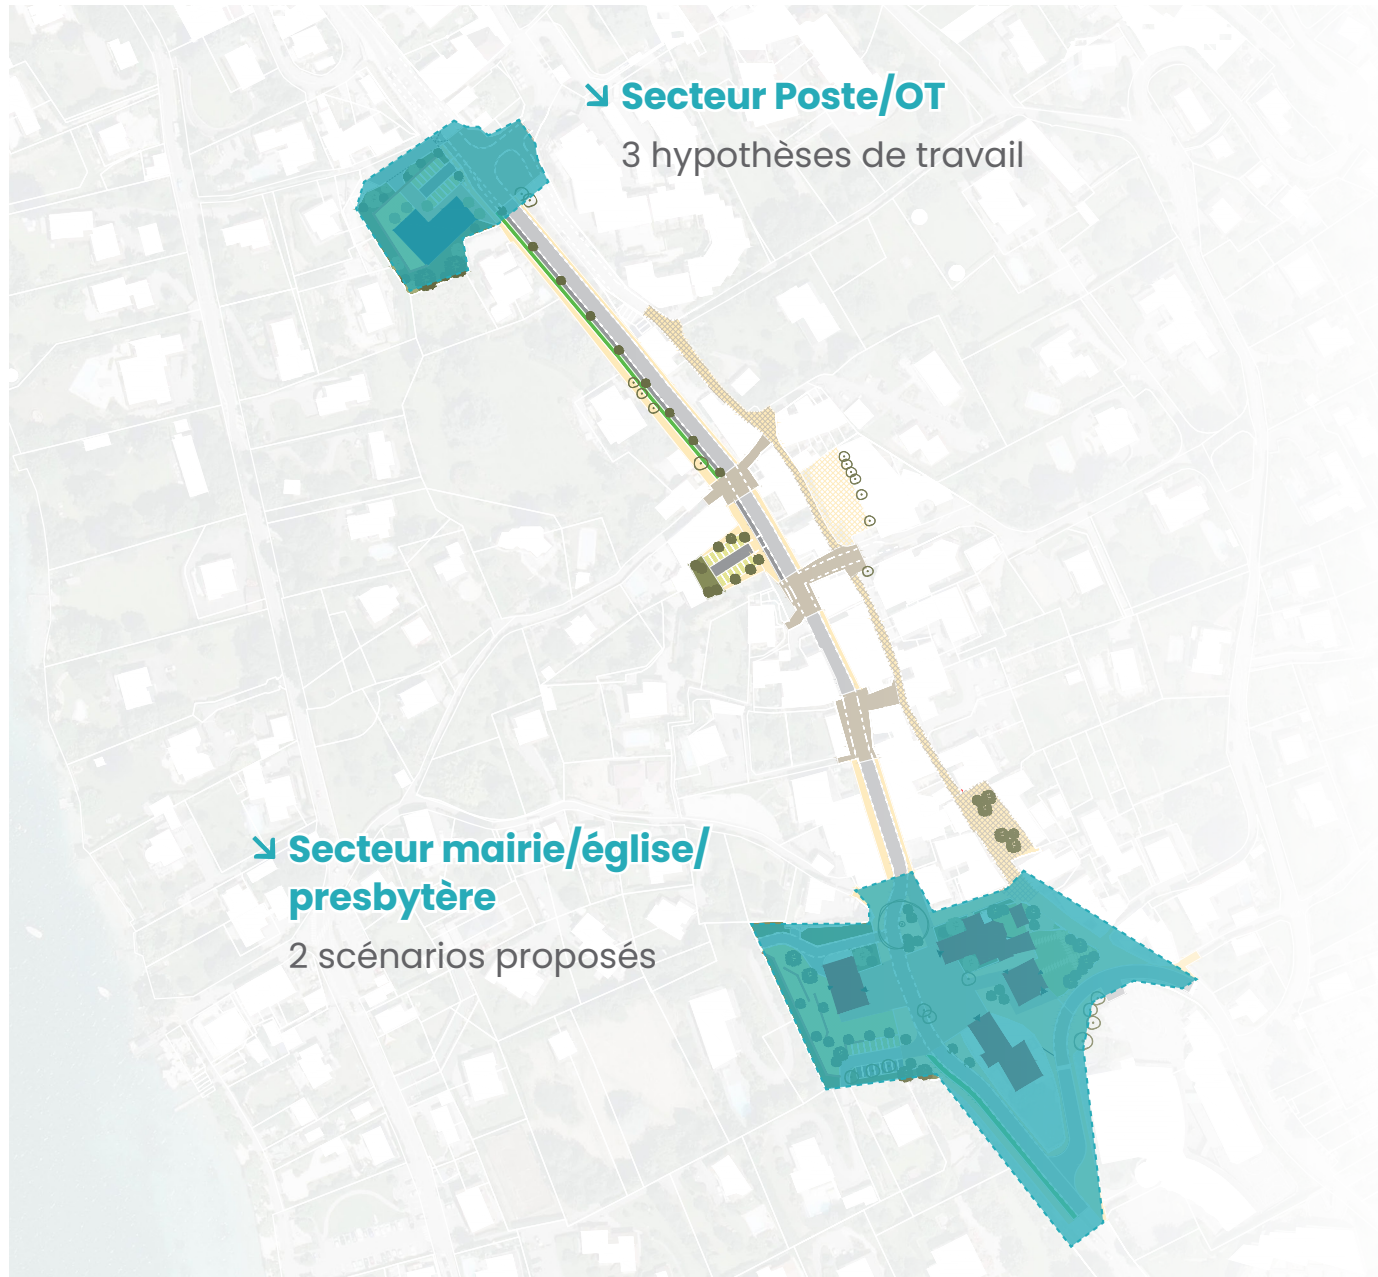 Secteur Poste/OT
3 hypothèses de travail
Secteur mairie/église/
presbytère
2 scénarios proposés